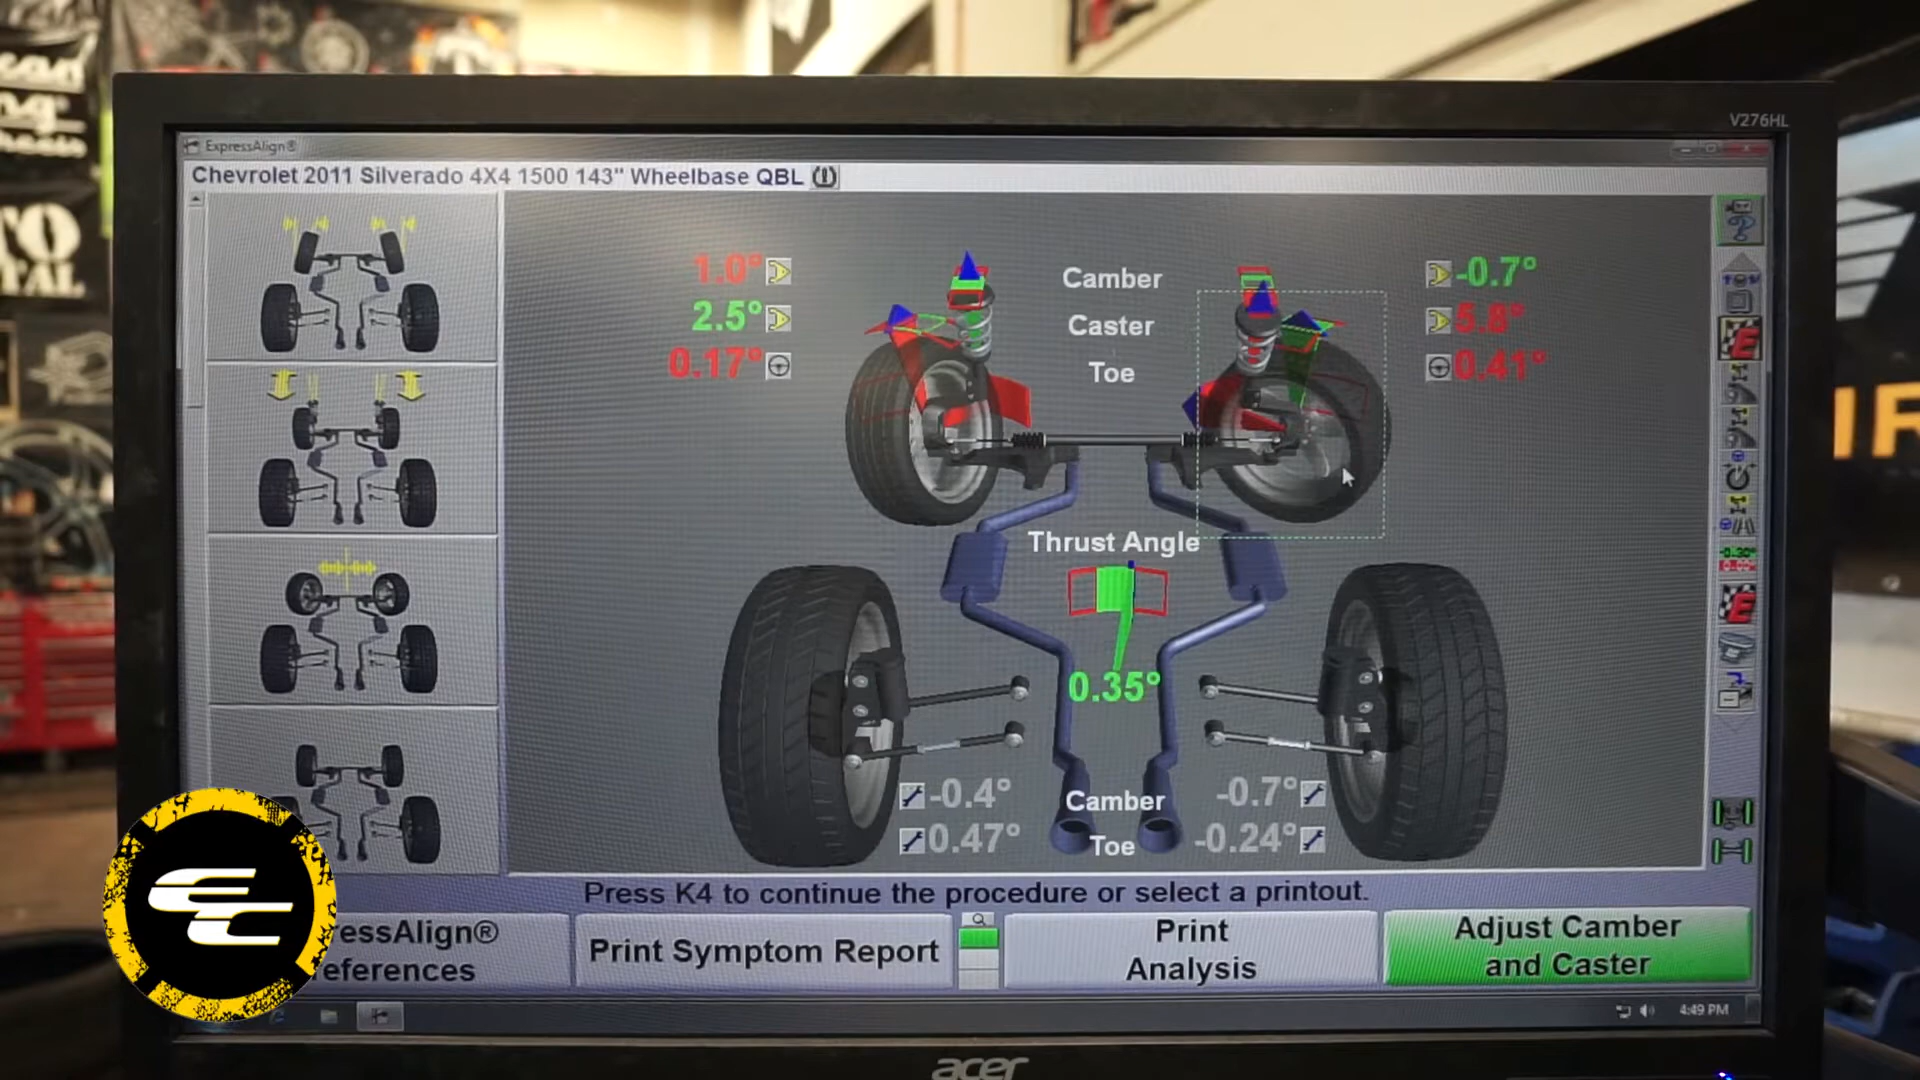 V276HL
ExpressAlign®
Chevrolet 2011 Silverado 4X4 1500 143" Wheelbase QBL
1.0° Camber -0.7°
2.5° Caster 5.8°
0.17° Toe 0.41°
Thrust Angle
0.35°
-0.4° Camber -0.7°
0.47° Toe -0.24°
Press K4 to continue the procedure or select a printout.
ressAlign®
eferences
Print Symptom Report
Print
Analysis
Adjust Camber
and Caster
4:49 PM
acer